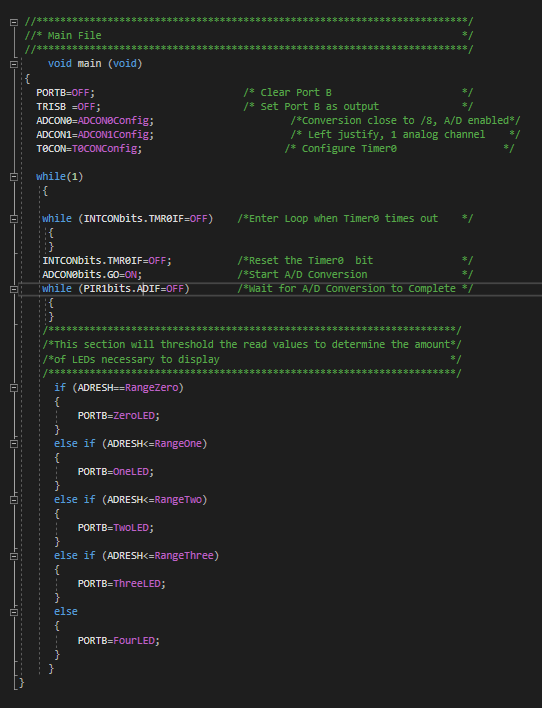 //*************************************************************************/
//* Main File */
//*************************************************************************/
void main (void)
{
PORTB=OFF; /* Clear Port B */
TRISB =OFF; /* Set Port B as output */
ADCON0=ADCON0Config; /*Conversion close to /8, A/D enabled*/
ADCON1=ADCON1Config; /* Left justify, 1 analog channel */
T0CON=T0CONConfig; /* Configure Timer0 */
while(1)
{
while (INTCONbits.TMR0IF=OFF) /*Enter Loop when Timer0 times out */
{
}
INTCONbits.TMR0IF=OFF; /*Reset the Timer0 bit */
ADCON0bits.GO=ON; /*Start A/D Conversion */
while (PIR1bits.ADIF=OFF) /*Wait for A/D Conversion to Complete */
{
}
/*********************************************************************/
/*This section will threshold the read values to determine the amount*/
/*of LEDs necessary to display */
/*********************************************************************/
if (ADRESH==RangeZero)
{
PORTB=ZeroLED;
}
else if (ADRESH<=RangeOne)
{
PORTB=OneLED;
}
else if (ADRESH<=RangeTwo)
{
PORTB=TwoLED;
}
else if (ADRESH<=RangeThree)
{
PORTB=ThreeLED;
}
else
{
PORTB=FourLED;
}
}
}